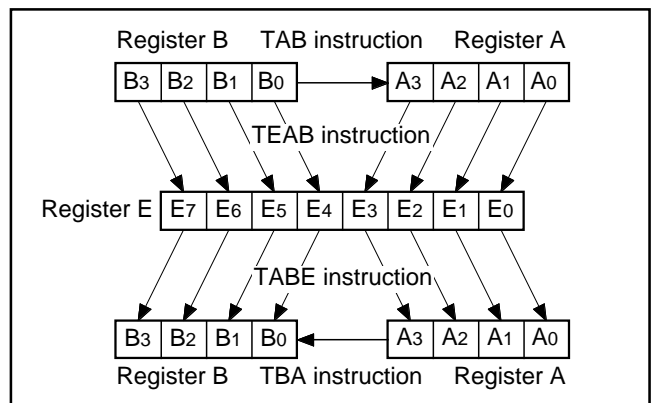 Register B TAB instruction Register A
B3 B2 B1 B0 A3 A2 A1 A0
TEAB instruction
Register E E7 E6 E5 E4 E3 E2 E1 E0
TABE instruction
B3 B2 B1 B0 A3 A2 A1 A0
Register B TBA instruction Register A